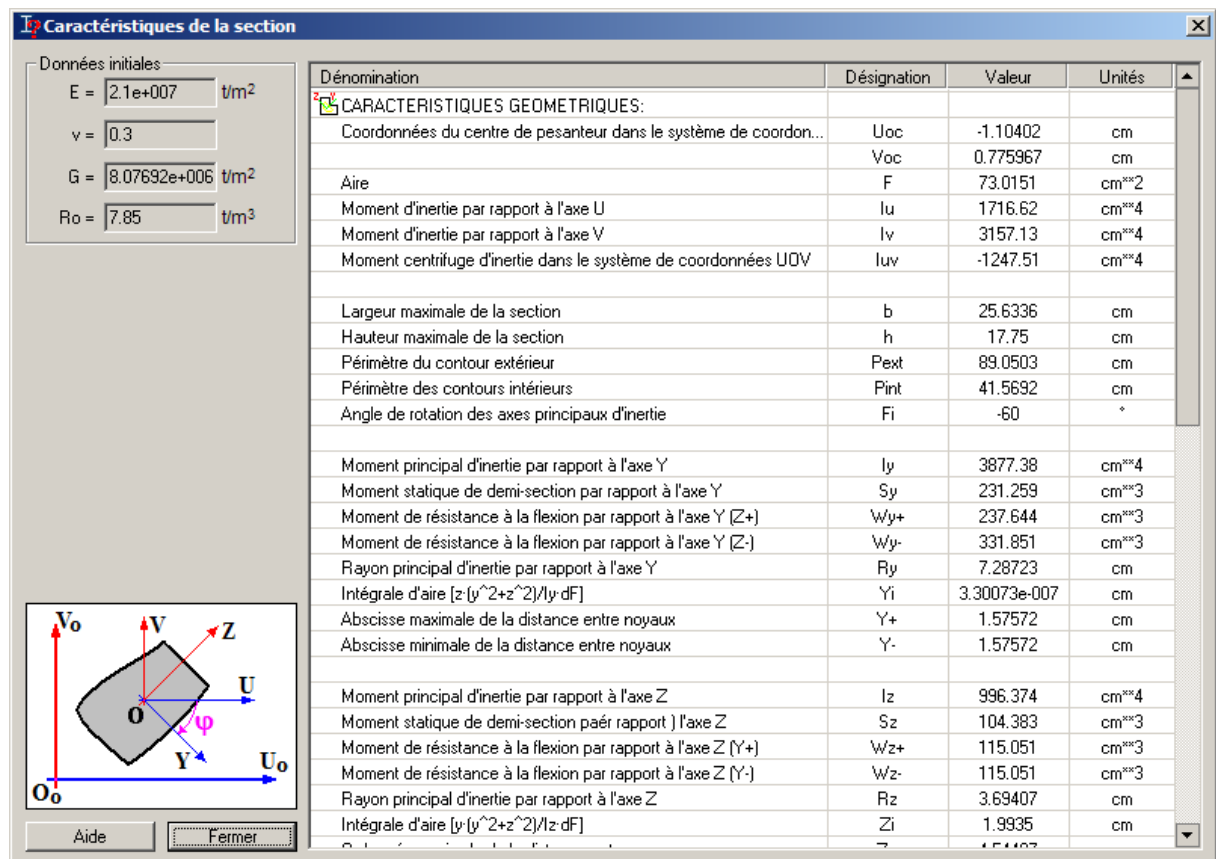 Caractéristiques de la section
Données initiales
E = 2.1e+007 t/m2
v = 0.3
G = 8.07692e+006 t/m2
Ro = 7.85 t/m3
Dénomination Désignation Valeur Unités
CARACTERISTIQUES GEOMETRIQUES:
Coordonnées du centre de pesanteur dans le système de coordon... Uoc -1.10402 cm
Voc 0.775967 cm
Aire F 73.0151 cm**2
Moment d'inertie par rapport à l'axe U Iu 1716.62 cm**4
Moment d'inertie par rapport à l'axe V Iv 3157.13 cm**4
Moment centrifuge d'inertie dans le système de coordonnées UOV Iuv -1247.51 cm**4
Largeur maximale de la section b 25.6336 cm
Hauteur maximale de la section h 17.75 cm
Périmètre du contour extérieur Pext 89.0503 cm
Périmètre des contours intérieurs Pint 41.5692 cm
Angle de rotation des axes principaux d'inertie Fi -60 °
Moment principal d'inertie par rapport à l'axe Y Iy 3877.38 cm**4
Moment statique de demi-section par rapport à l'axe Y Sy 231.259 cm**3
Moment de résistance à la flexion par rapport à l'axe Y (Z+) Wy+ 237.644 cm**3
Moment de résistance à la flexion par rapport à l'axe Y (Z-) Wy- 331.851 cm**3
Rayon principal d'inertie par rapport à l'axe Y Ry 7.28723 cm
Intégrale d'aire [z·(y^2+z^2)/Iy·dF] Yi 3.30073e-007 cm
Abscisse maximale de la distance entre noyaux Y+ 1.57572 cm
Abscisse minimale de la distance entre noyaux Y- 1.57572 cm
Moment principal d'inertie par rapport à l'axe Z Iz 996.374 cm**4
Moment statique de demi-section paér rapport ) l'axe Z Sz 104.383 cm**3
Moment de résistance à la flexion par rapport à l'axe Z (Y+) Wz+ 115.051 cm**3
Moment de résistance à la flexion par rapport à l'axe Z (Y-) Wz- 115.051 cm**3
Rayon principal d'inertie par rapport à l'axe Z Rz 3.69407 cm
Intégrale d'aire [y·(y^2+z^2)/Iz·dF] Zi 1.9935 cm
Vo V Z
U
O φ
Y Uo
Oo
Aide Fermer